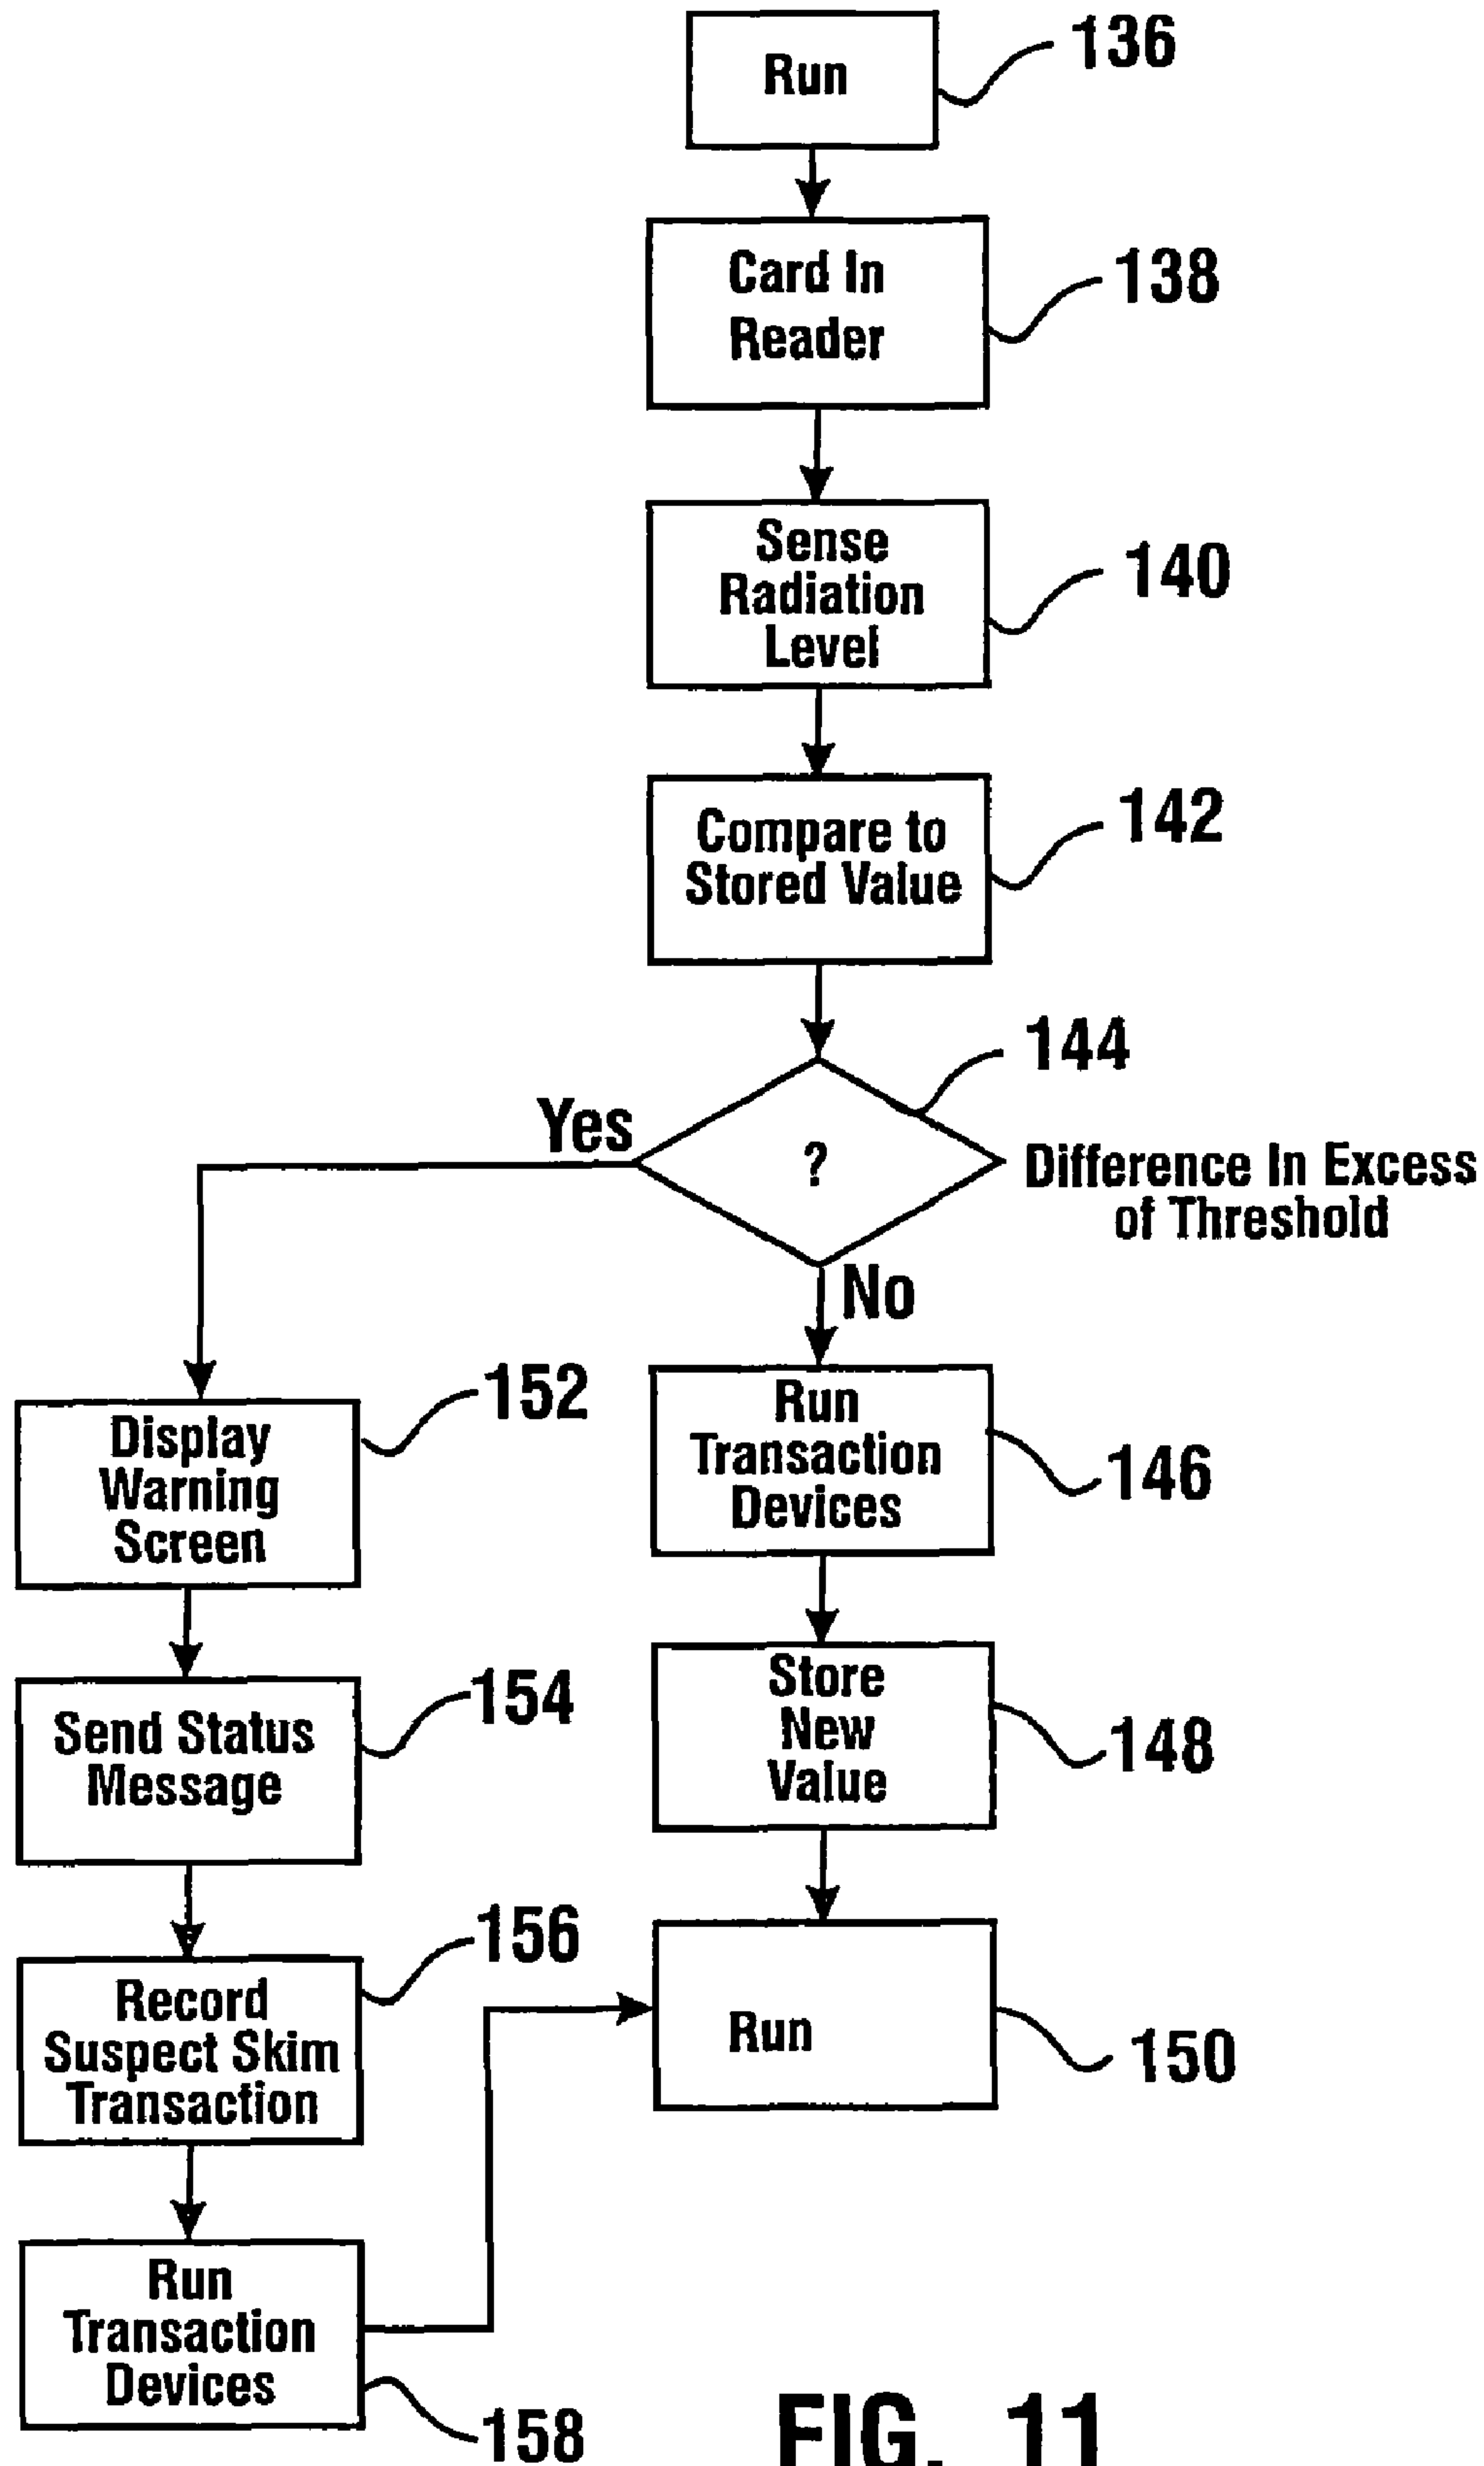 Run
136
Card In
Reader
138
Sense
Radiation
Level
140
Compare to
Stored Value
142
144
?
Difference In Excess
of Threshold
Yes
No
Display
Warning
Screen
152
Run
Transaction
Devices
146
Send Status
Message
154
Store
New
Value
148
Record
Suspect Skim
Transaction
156
Run
150
Run
Transaction
Devices
158
FIG. 11